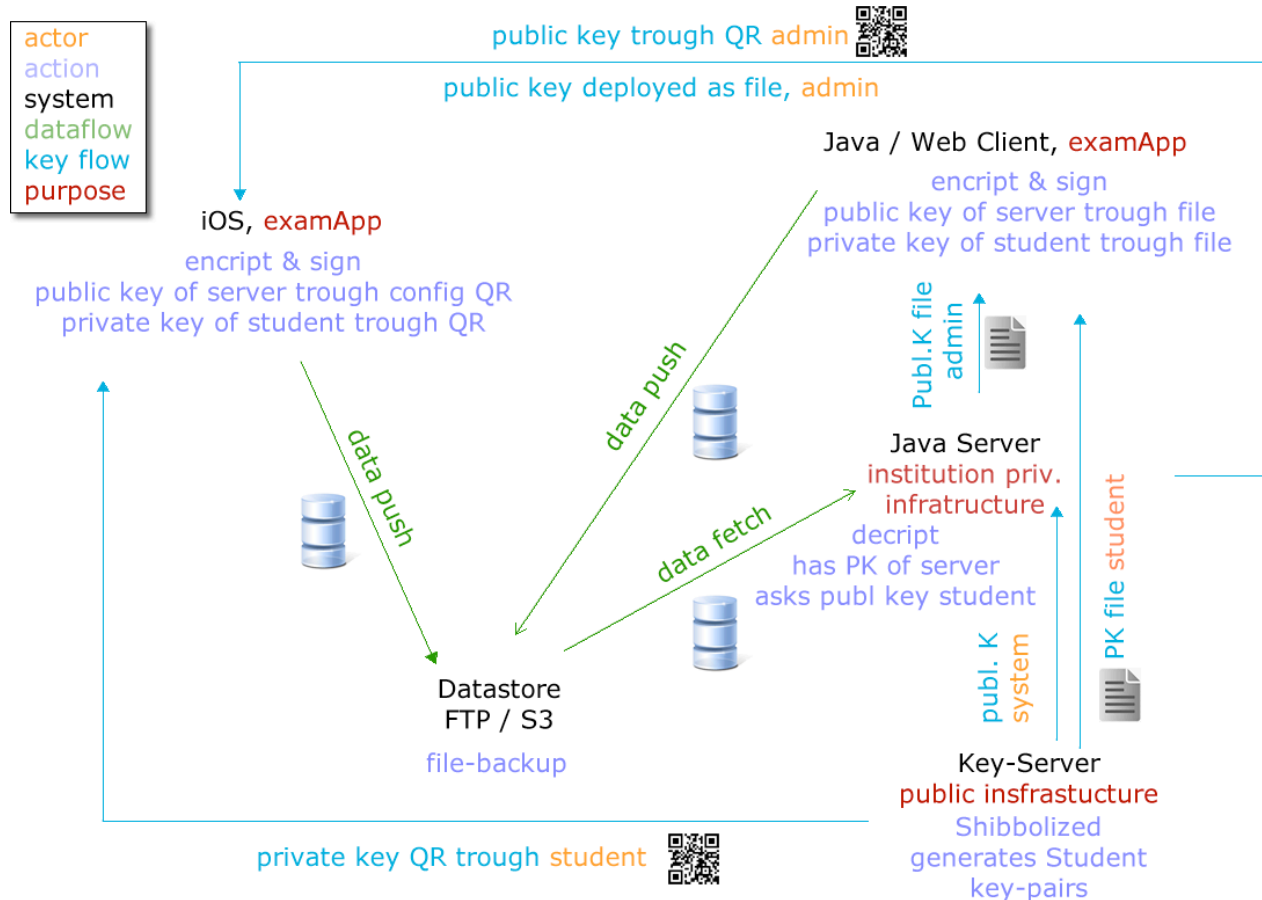 actor
action
system
dataflow
key flow
purpose
public key trough QR admin
public key deployed as file, admin
Java / Web Client, examApp
encript & sign
public key of server trough file
private key of student trough file
iOS, examApp
encript & sign
public key of server trough config QR
private key of student trough QR
Publ.K file
admin
data push
data push
Java Server
institution priv.
infratructure
decript
has PK of server
asks publ key student
data fetch
PK file student
publ. K
system
Datastore
FTP / S3
file-backup
Key-Server
public insfrastucture
Shibbolized
generates Student
key-pairs
private key QR trough student